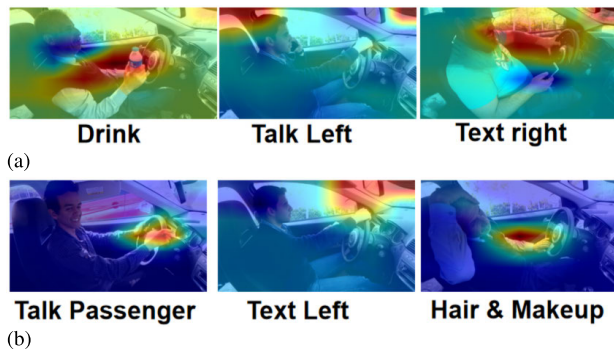 Drink
Talk Left
Text right
(a)
Talk Passenger
Text Left
Hair & Makeup
(b)